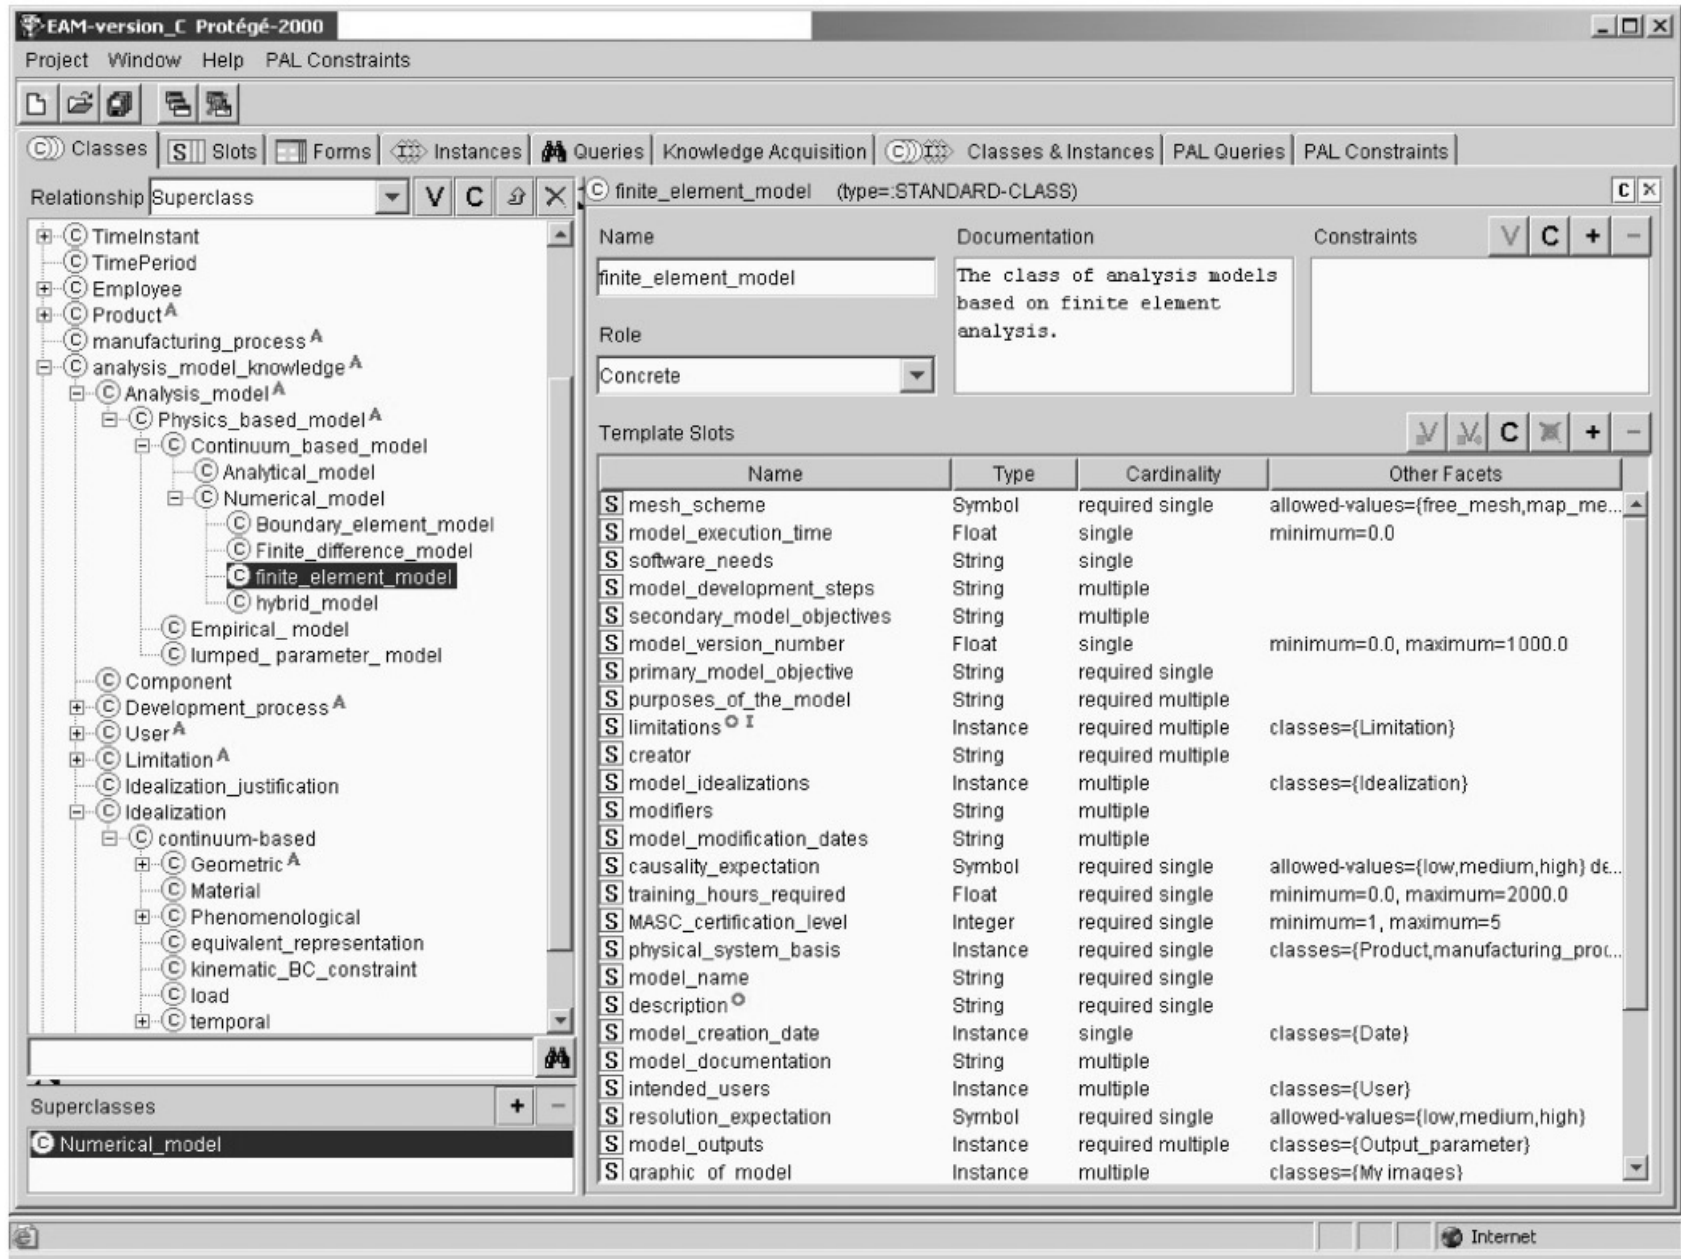 EAM-version_C Protégé-2000
Project Window Help PAL Constraints
Classes Slots Forms Instances Queries Knowledge Acquisition Classes & Instances PAL Queries PAL Constraints
Relationship Superclass V C
TimeInstant
TimePeriod
Employee
Product A
manufacturing_process A
analysis_model_knowledge A
Analysis_model A
Physics_based_model A
Continuum_based_model
Analytical_model
Numerical_model
Boundary_element_model
Finite_difference_model
finite_element_model
hybrid_model
Empirical_ model
lumped_ parameter_ model
Component
Development_process A
User A
Limitation A
Idealization_justification
Idealization
continuum-based
Geometric A
Material
Phenomenological
equivalent_representation
kinematic_BC_constraint
load
temporal
Superclasses + −
Numerical_model
finite_element_model (type=:STANDARD-CLASS)
Name
finite_element_model
Role
Concrete
Documentation
The class of analysis models
based on finite element
analysis.
Constraints V C + −
Template Slots C + −
Name Type Cardinality Other Facets
S mesh_scheme Symbol required single allowed-values={free_mesh,map_me...
S model_execution_time Float single minimum=0.0
S software_needs String single
S model_development_steps String multiple
S secondary_model_objectives String multiple
S model_version_number Float single minimum=0.0, maximum=1000.0
S primary_model_objective String required single
S purposes_of_the_model String required multiple
S limitations O I Instance required multiple classes={Limitation}
S creator String required multiple
S model_idealizations Instance multiple classes={Idealization}
S modifiers String multiple
S model_modification_dates String multiple
S causality_expectation Symbol required single allowed-values={low,medium,high} de...
S training_hours_required Float required single minimum=0.0, maximum=2000.0
S MASC_certification_level Integer required single minimum=1, maximum=5
S physical_system_basis Instance required single classes={Product,manufacturing_proc...
S model_name String required single
S description O String required single
S model_creation_date Instance single classes={Date}
S model_documentation String multiple
S intended_users Instance multiple classes={User}
S resolution_expectation Symbol required single allowed-values={low,medium,high}
S model_outputs Instance required multiple classes={Output_parameter}
S graphic_of_model Instance multiple classes={My images}
Internet